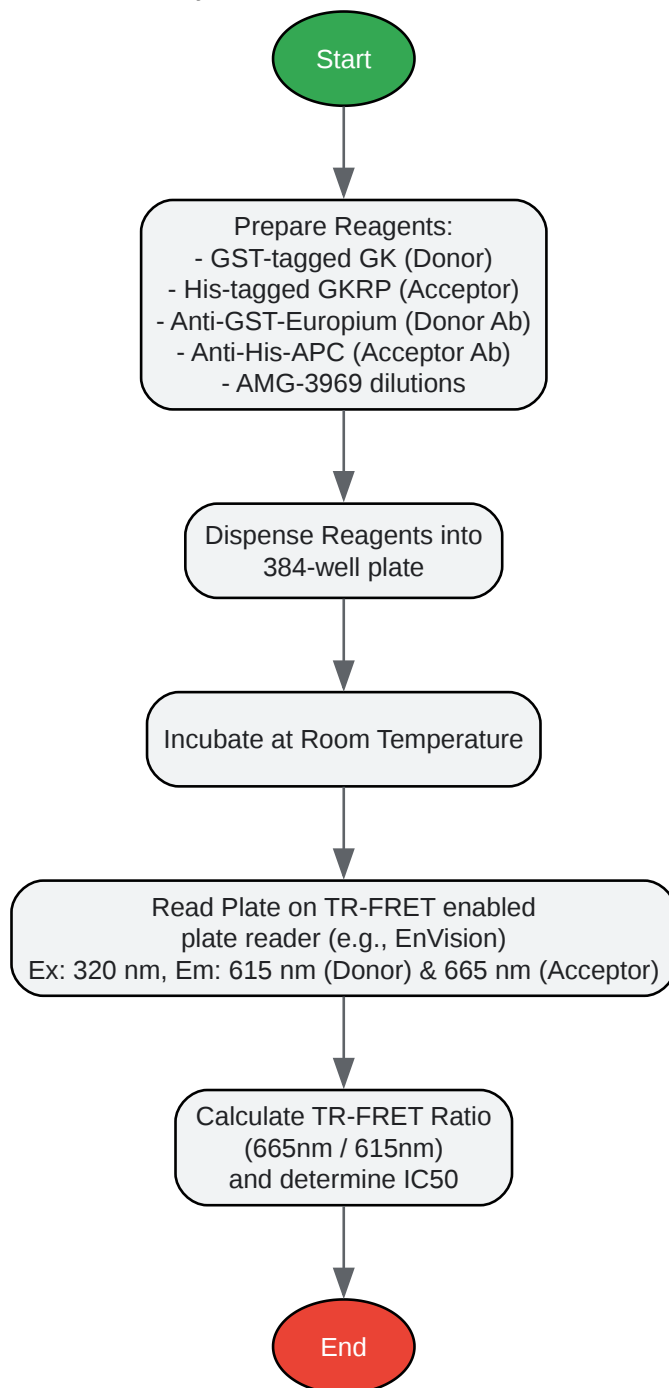 Start
Prepare Reagents:
- GST-tagged GK (Donor)
- His-tagged GKRP (Acceptor)
- Anti-GST-Europium (Donor Ab)
- Anti-His-APC (Acceptor Ab)
- AMG-3969 dilutions
Dispense Reagents into
384-well plate
Incubate at Room Temperature
Read Plate on TR-FRET enabled
plate reader (e.g., EnVision)
Ex: 320 nm, Em: 615 nm (Donor) & 665 nm (Acceptor)
Calculate TR-FRET Ratio
(665nm / 615nm)
and determine IC50
End